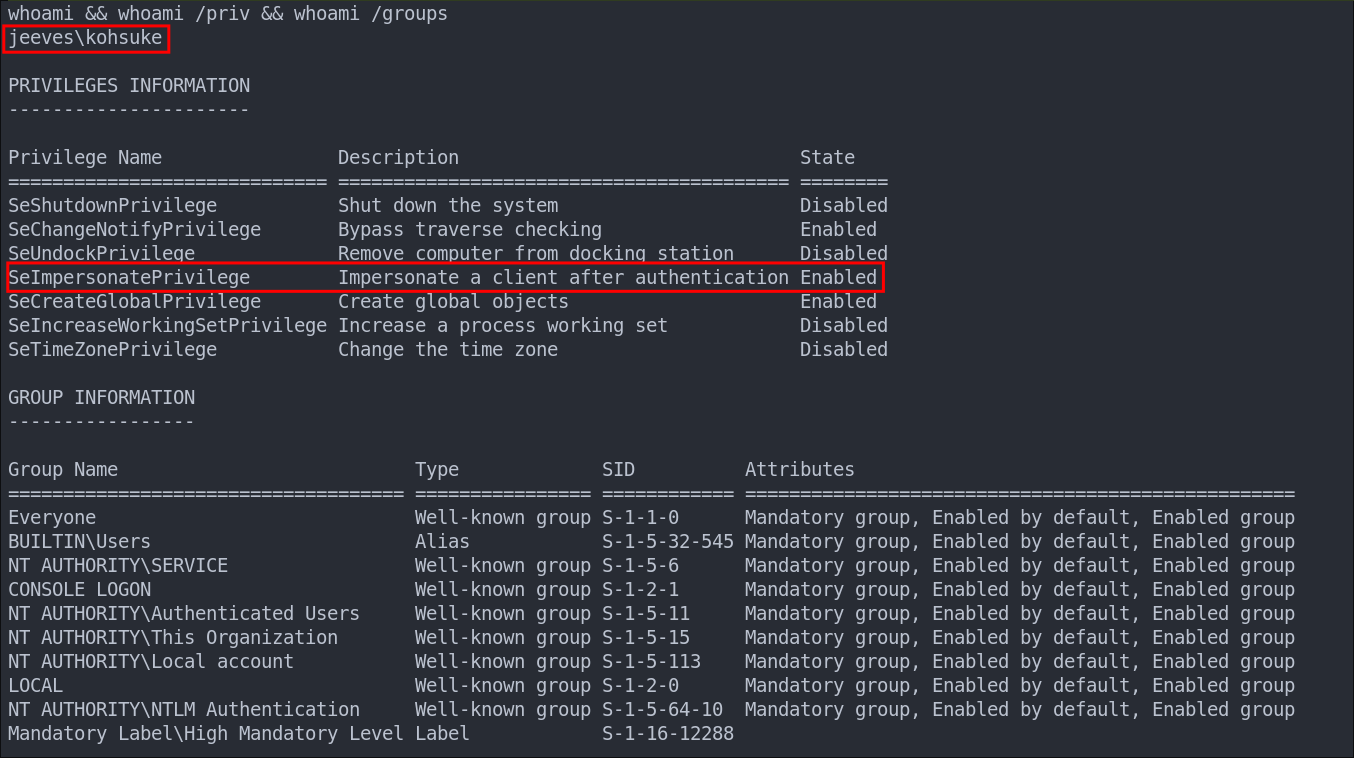 whoami && whoami /priv && whoami /groups
jeeves\kohsuke
PRIVILEGES INFORMATION
----------------------
Privilege Name                Description                               State
============================= ========================================= ========
SeShutdownPrivilege           Shut down the system                      Disabled
SeChangeNotifyPrivilege       Bypass traverse checking                  Enabled
SeUndockPrivilege             Remove computer from docking station      Disabled
SeImpersonatePrivilege        Impersonate a client after authentication Enabled
SeCreateGlobalPrivilege       Create global objects                     Enabled
SeIncreaseWorkingSetPrivilege Increase a process working set            Disabled
SeTimeZonePrivilege           Change the time zone                      Disabled
GROUP INFORMATION
-----------------
Group Name                           Type             SID          Attributes
==================================== ================ ============ ==================================================
Everyone                             Well-known group S-1-1-0      Mandatory group, Enabled by default, Enabled group
BUILTIN\Users                        Alias            S-1-5-32-545 Mandatory group, Enabled by default, Enabled group
NT AUTHORITY\SERVICE                 Well-known group S-1-5-6      Mandatory group, Enabled by default, Enabled group
CONSOLE LOGON                        Well-known group S-1-2-1      Mandatory group, Enabled by default, Enabled group
NT AUTHORITY\Authenticated Users     Well-known group S-1-5-11     Mandatory group, Enabled by default, Enabled group
NT AUTHORITY\This Organization       Well-known group S-1-5-15     Mandatory group, Enabled by default, Enabled group
NT AUTHORITY\Local account           Well-known group S-1-5-113    Mandatory group, Enabled by default, Enabled group
LOCAL                                Well-known group S-1-2-0      Mandatory group, Enabled by default, Enabled group
NT AUTHORITY\NTLM Authentication     Well-known group S-1-5-64-10  Mandatory group, Enabled by default, Enabled group
Mandatory Label\High Mandatory Level Label            S-1-16-12288